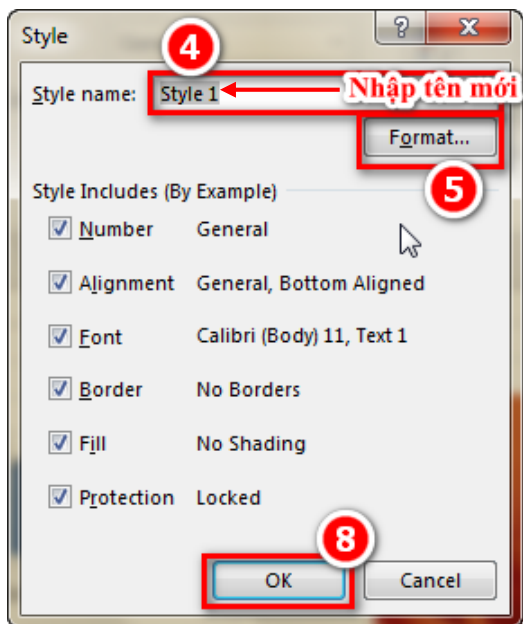 Style
4
Style name: Style 1 Nhập tên mới
Format...
5
Style Includes (By Example)
Number General
Alignment General, Bottom Aligned
Font Calibri (Body) 11, Text 1
Border No Borders
Fill No Shading
Protection Locked
8
OK Cancel